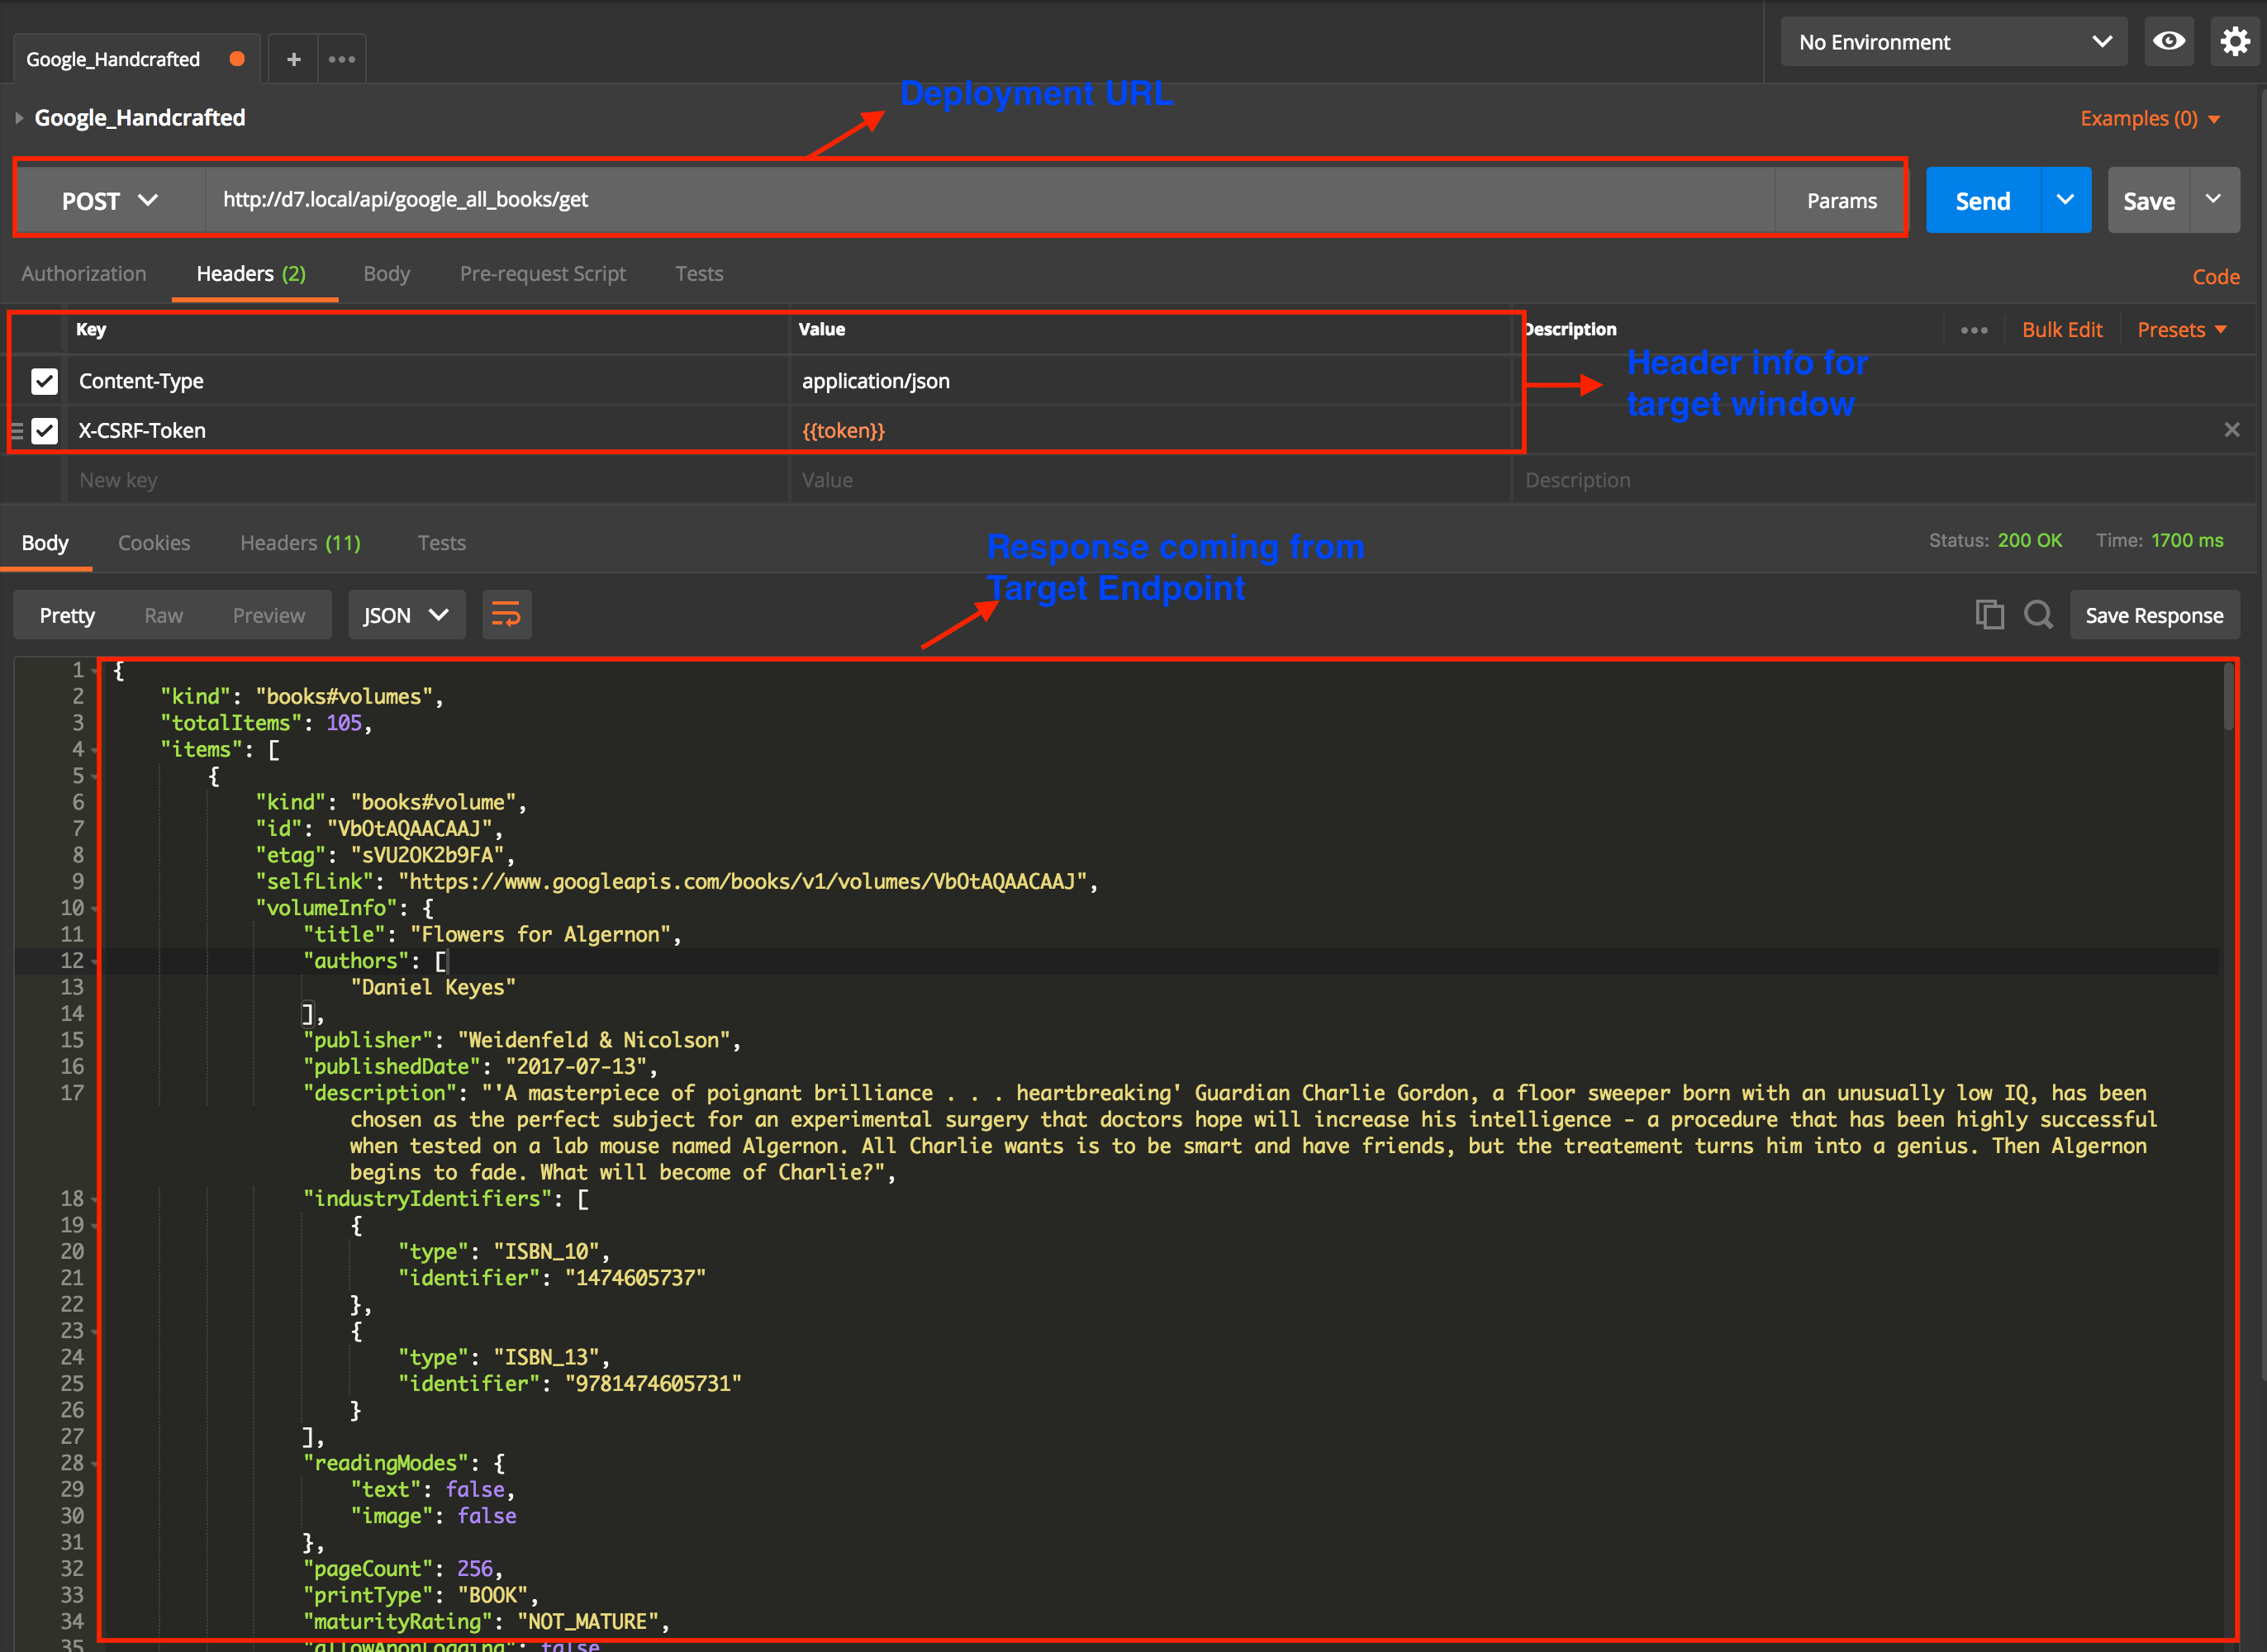 Google_Handcrafted
No Environment
Deployment URL
Google_Handcrafted
Examples (0)
POST http://d7.local/api/google_all_books/get Params Send Save
Authorization Headers (2) Body Pre-request Script Tests Code
Key Value Description Bulk Edit Presets
Content-Type application/json
Header info for
target window
X-CSRF-Token {{token}}
New key Value Description
Body Cookies Headers (11) Tests Status: 200 OK Time: 1700 ms
Response coming from
Target Endpoint
Pretty Raw Preview JSON Save Response
1 {
2 "kind": "books#volumes",
3 "totalItems": 105,
4 "items": [
5 {
6 "kind": "books#volume",
7 "id": "VbOtAQAACAAJ",
8 "etag": "sVU2OK2b9FA",
9 "selfLink": "https://www.googleapis.com/books/v1/volumes/VbOtAQAACAAJ",
10 "volumeInfo": {
11 "title": "Flowers for Algernon",
12 "authors": [
13 "Daniel Keyes"
14 ],
15 "publisher": "Weidenfeld & Nicolson",
16 "publishedDate": "2017-07-13",
17 "description": "'A masterpiece of poignant brilliance . . . heartbreaking' Guardian Charlie Gordon, a floor sweeper born with an unusually low IQ, has been
chosen as the perfect subject for an experimental surgery that doctors hope will increase his intelligence - a procedure that has been highly successful
when tested on a lab mouse named Algernon. All Charlie wants is to be smart and have friends, but the treatement turns him into a genius. Then Algernon
begins to fade. What will become of Charlie?",
18 "industryIdentifiers": [
19 {
20 "type": "ISBN_10",
21 "identifier": "1474605737"
22 },
23 {
24 "type": "ISBN_13",
25 "identifier": "9781474605731"
26 }
27 ],
28 "readingModes": {
29 "text": false,
30 "image": false
31 },
32 "pageCount": 256,
33 "printType": "BOOK",
34 "maturityRating": "NOT_MATURE",
35 "allowAnonLogging": false